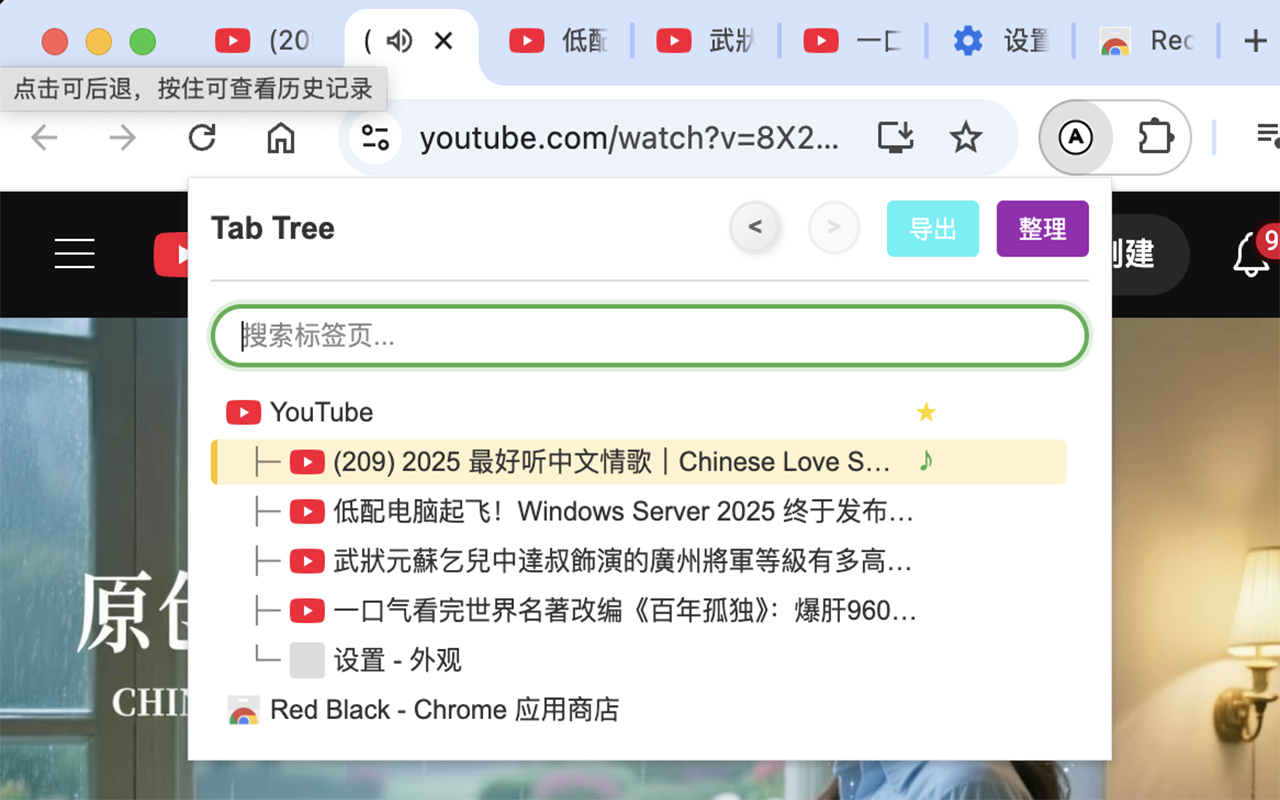 (20
(
低配
武狀
一口
设置
Rec
点击可后退，按住可查看历史记录
youtube.com/watch?v=8X2...
A
Tab Tree
<
>
导出
整理
创建
9
搜索标签页...
YouTube
(209) 2025 最好听中文情歌｜Chinese Love S...
低配电脑起飞！Windows Server 2025 终于发布...
武狀元蘇乞兒中達叔飾演的廣州將軍等級有多高...
一口气看完世界名著改编《百年孤独》：爆肝960...
设置 - 外观
Red Black - Chrome 应用商店
原创
CHIN